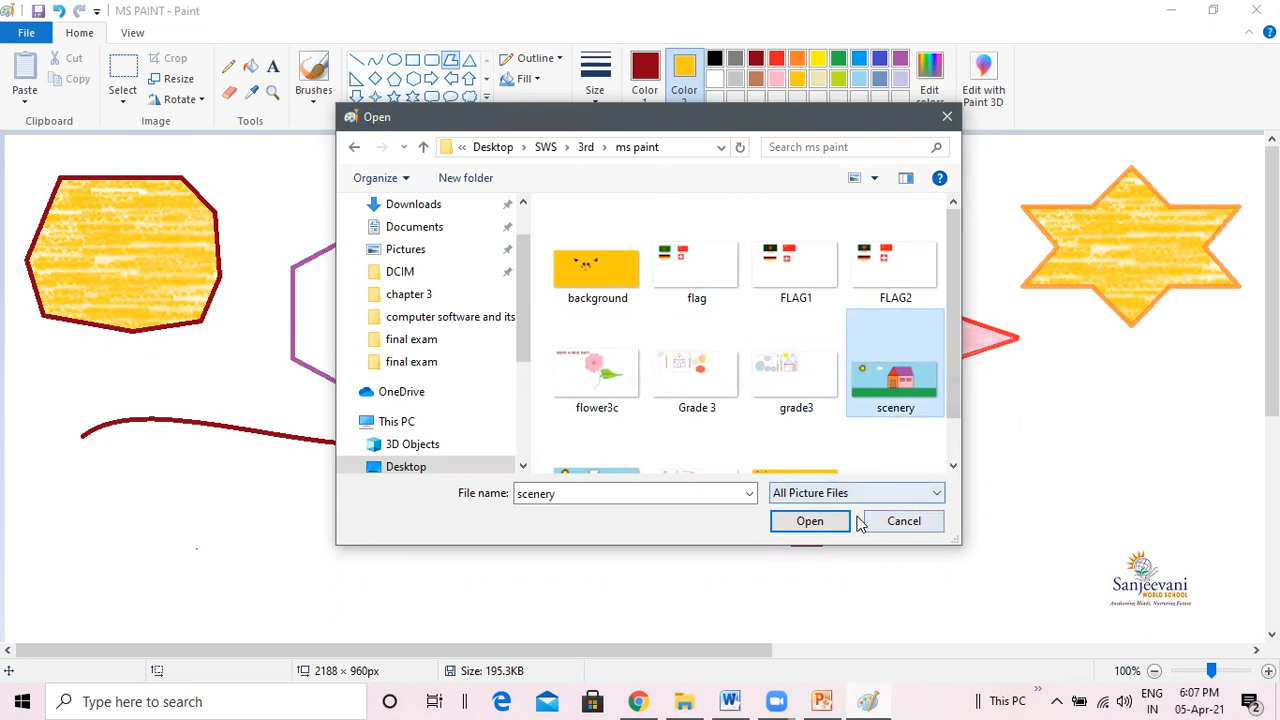 MS PAINT - Paint
File Home View
Paste Cut Copy Clipboard
Select Crop Resize Rotate Image
Tools
Brushes
Outline Fill
Size
Color 1
Color 2
Edit colors
Edit with Paint 3D
Open
« Desktop > SWS > 3rd > ms paint
Search ms paint
Organize New folder
Downloads
Documents
Pictures
DCIM
chapter 3
computer software and its
final exam
final exam
OneDrive
This PC
3D Objects
Desktop
background flag FLAG1 FLAG2
flower3c Grade 3 grade3 scenery
File name: scenery All Picture Files
Open Cancel
Sanjeevani
WORLD SCHOOL
Awakening Minds, Nurturing Future
2188 × 960px Size: 195.3KB 100%
Type here to search
This PC
ENG
IN
6:07 PM
05-Apr-21
2